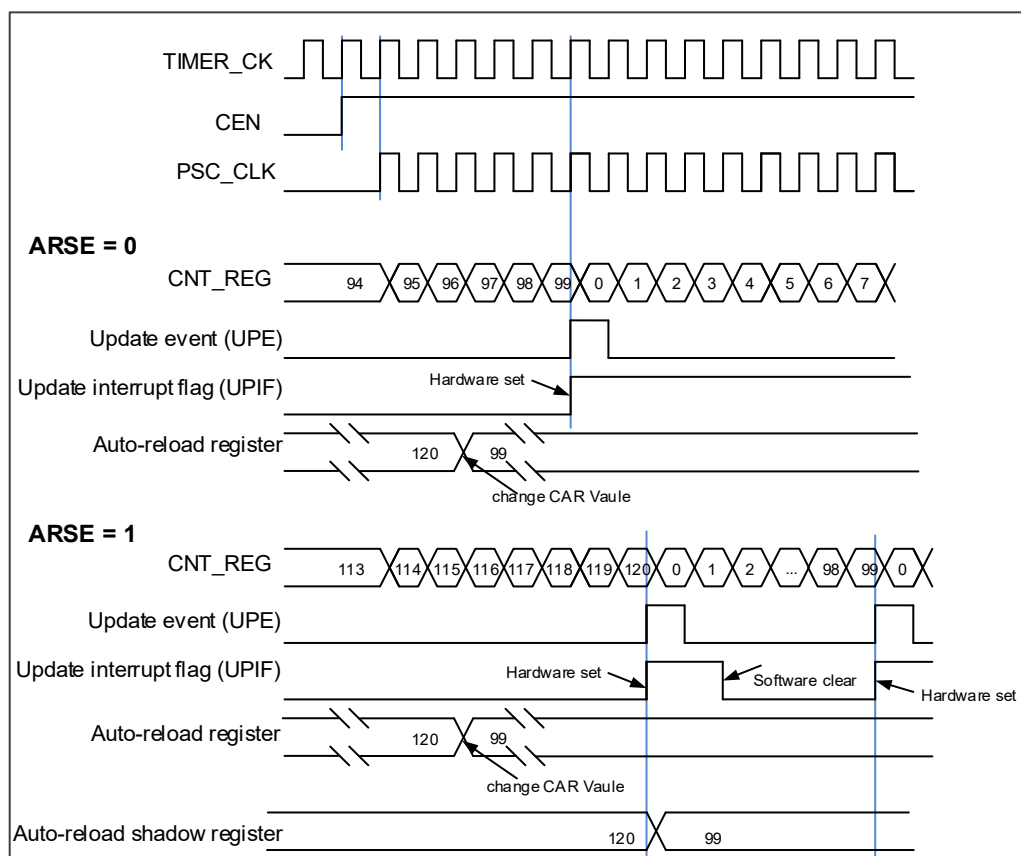 TIMER_CK
CEN
PSC_CLK
ARSE = 0
CNT_REG 94 95 96 97 98 99 0 1 2 3 4 5 6 7
Update event (UPE)
Hardware set
Update interrupt flag (UPIF)
Auto-reload register
120 99
change CAR Vaule
ARSE = 1
CNT_REG 113 114 115 116 117 118 119 120 0 1 2 ... 98 99 0
Update event (UPE)
Update interrupt flag (UPIF) Hardware set Software clear
Hardware set
Auto-reload register 120 99
change CAR Vaule
Auto-reload shadow register 120 99